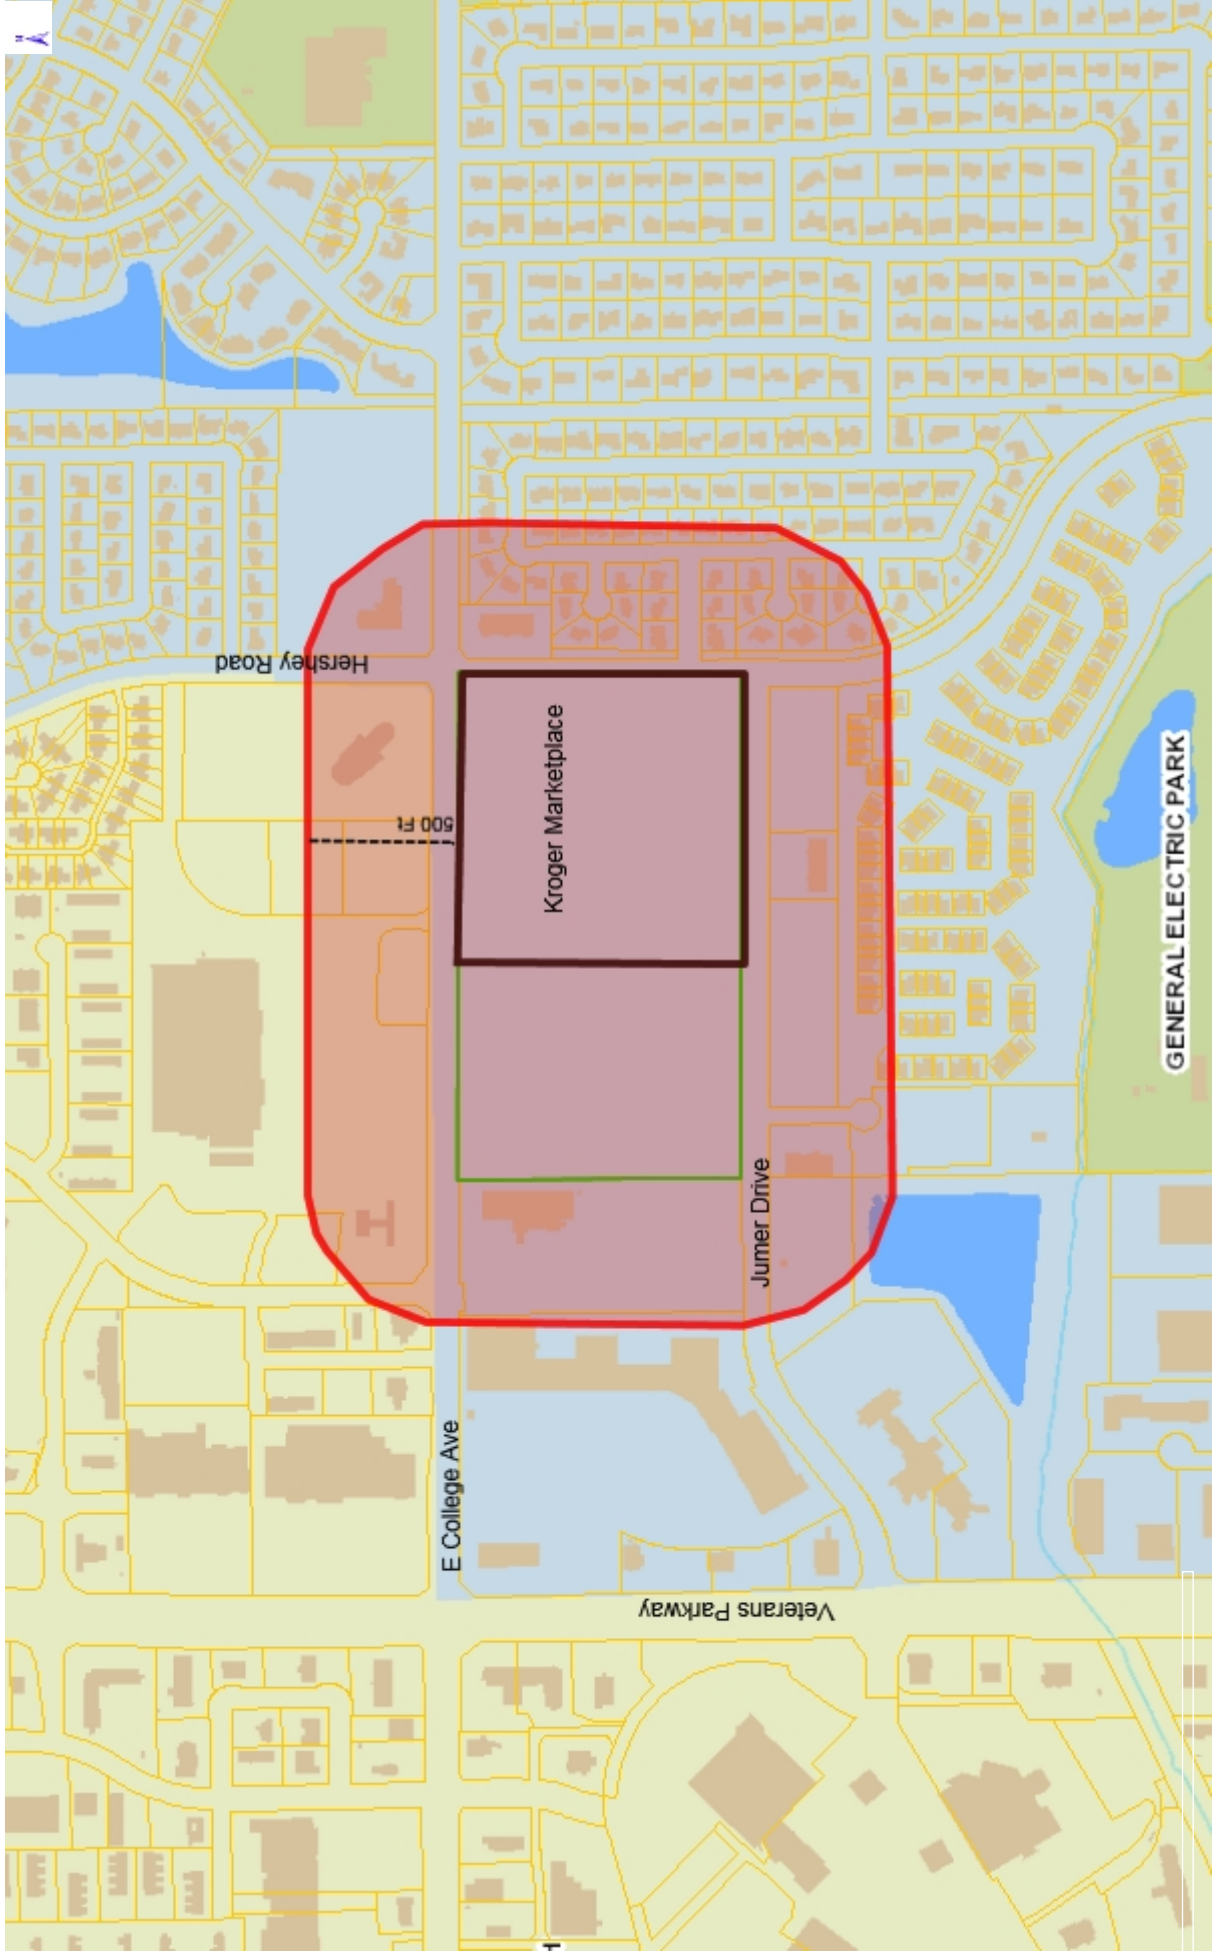 N
Hershey Road
500 Ft
Kroger Marketplace
GENERAL ELECTRIC PARK
Jumer Drive
E College Ave
Veterans Parkway
H